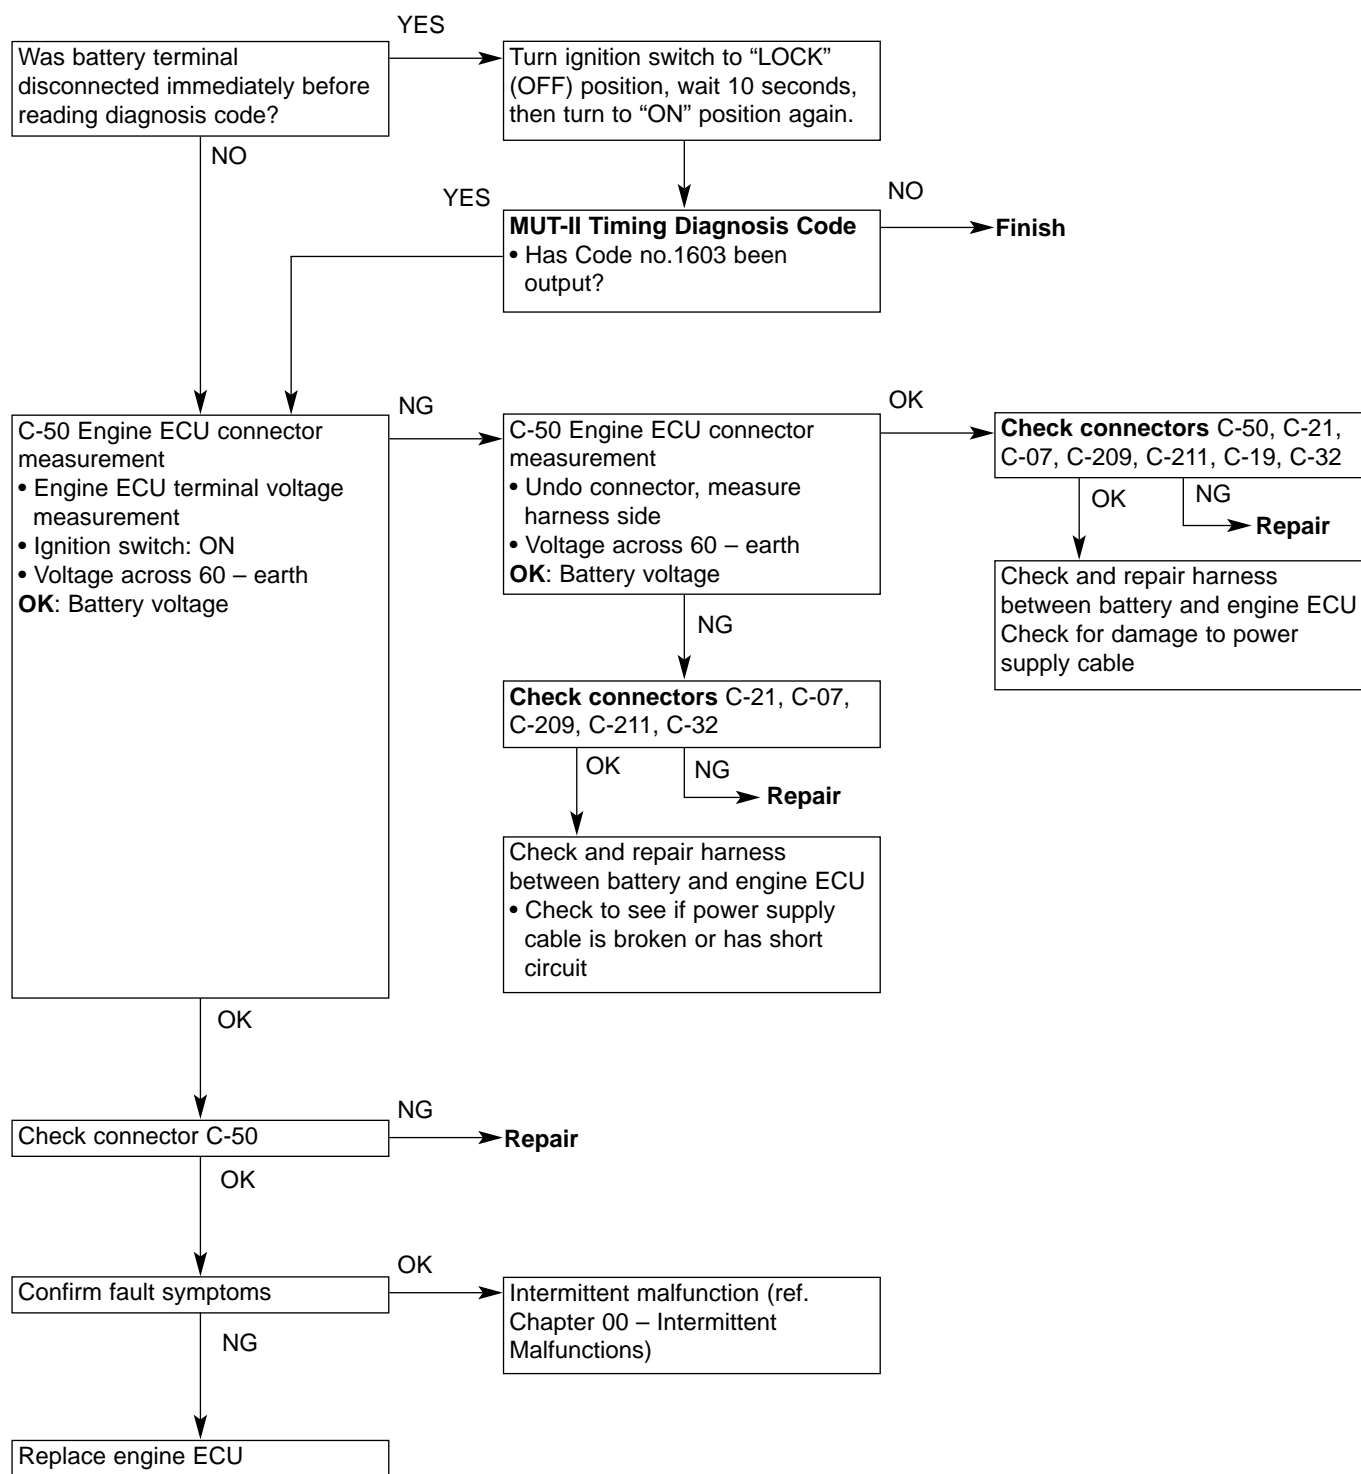 YES
Was battery terminal
disconnected immediately before
reading diagnosis code?
Turn ignition switch to “LOCK”
(OFF) position, wait 10 seconds,
then turn to “ON” position again.
NO
YES
NO
MUT-II Timing Diagnosis Code
• Has Code no.1603 been
output?
Finish
C-50 Engine ECU connector
measurement
• Engine ECU terminal voltage
measurement
• Ignition switch: ON
• Voltage across 60 – earth
OK: Battery voltage
NG
C-50 Engine ECU connector
measurement
• Undo connector, measure
harness side
• Voltage across 60 – earth
OK: Battery voltage
OK
Check connectors C-50, C-21,
C-07, C-209, C-211, C-19, C-32
OK
NG
Repair
Check and repair harness
between battery and engine ECU
Check for damage to power
supply cable
NG
Check connectors C-21, C-07,
C-209, C-211, C-32
OK
NG
Repair
Check and repair harness
between battery and engine ECU
• Check to see if power supply
cable is broken or has short
circuit
OK
Check connector C-50
NG
Repair
OK
Confirm fault symptoms
OK
Intermittent malfunction (ref.
Chapter 00 – Intermittent
Malfunctions)
NG
Replace engine ECU